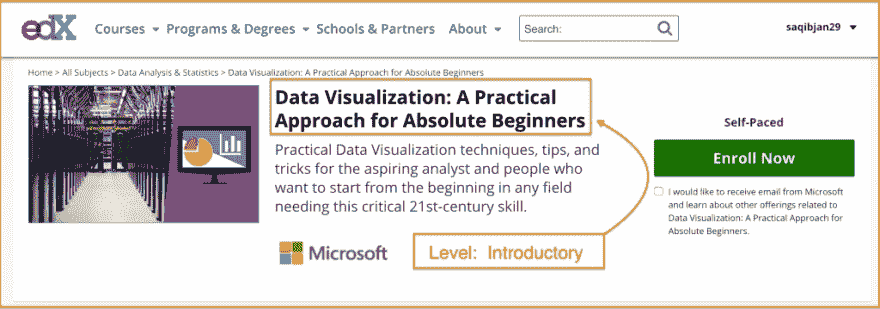 edX
Courses Programs & Degrees Schools & Partners About Search: saqibjan29
Home > All Subjects > Data Analysis & Statistics > Data Visualization: A Practical Approach for Absolute Beginners
Data Visualization: A Practical
Approach for Absolute Beginners
Practical Data Visualization techniques, tips, and
tricks for the aspiring analyst and people who
want to start from the beginning in any field
needing this critical 21st-century skill.
Microsoft
Level: Introductory
Self-Paced
Enroll Now
I would like to receive email from Microsoft
and learn about other offerings related to
Data Visualization: A Practical Approach for
Absolute Beginners.